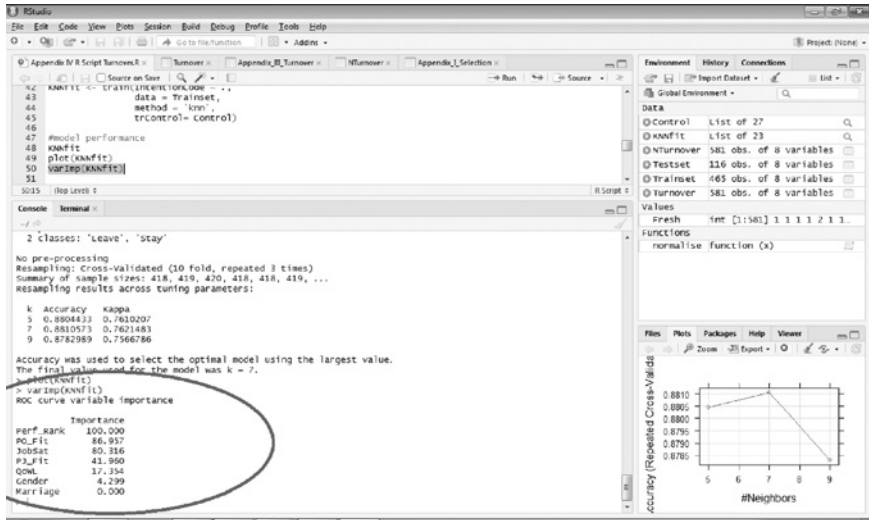 RStudio
File Edit Code View Plots Session Build Debug Profile Tools Help
Go to file/function Addins
Project: (None)
Appendix IV R Script Turnover.R Turnover Appendix_III_Turnover NTurnover Appendix_I_Selection
Source on Save Run Source
42 KNNfit <- train(IntentionCode ~ .,
43 data = Trainset,
44 method = 'knn',
45 trControl= Control)
46
47 #model performance
48 KNNfit
49 plot(KNNfit)
50 varImp(KNNfit)
51
50:15 (Top Level) R Script
Console Terminal
~/
2 classes: 'Leave', 'Stay'
No pre-processing
Resampling: Cross-Validated (10 fold, repeated 3 times)
Summary of sample sizes: 418, 419, 420, 418, 418, 419, ...
Resampling results across tuning parameters:
k Accuracy Kappa
5 0.8804433 0.7610207
7 0.8810573 0.7621483
9 0.8782989 0.7566786
Accuracy was used to select the optimal model using the largest value.
The final value used for the model was k = 7.
> plot(KNNfit)
> varImp(KNNfit)
ROC curve variable importance
Importance
Perf_Rank 100.000
PO_Fit 86.957
JobSat 80.316
PJ_Fit 41.960
QOWL 17.354
Gender 4.299
Marriage 0.000
Environment History Connections
Import Dataset List
Global Environment
Data
Control List of 27
KNNfit List of 23
NTurnover 581 obs. of 8 variables
Testset 116 obs. of 8 variables
Trainset 465 obs. of 8 variables
Turnover 581 obs. of 8 variables
Values
Fresh int [1:581] 1 1 1 1 2 1 1…
Functions
normalise function (x)
Files Plots Packages Help Viewer
Zoom Export
Accuracy (Repeated Cross-Valida
0.8810
0.8805
0.8800
0.8795
0.8790
0.8785
5 6 7 8 9
#Neighbors